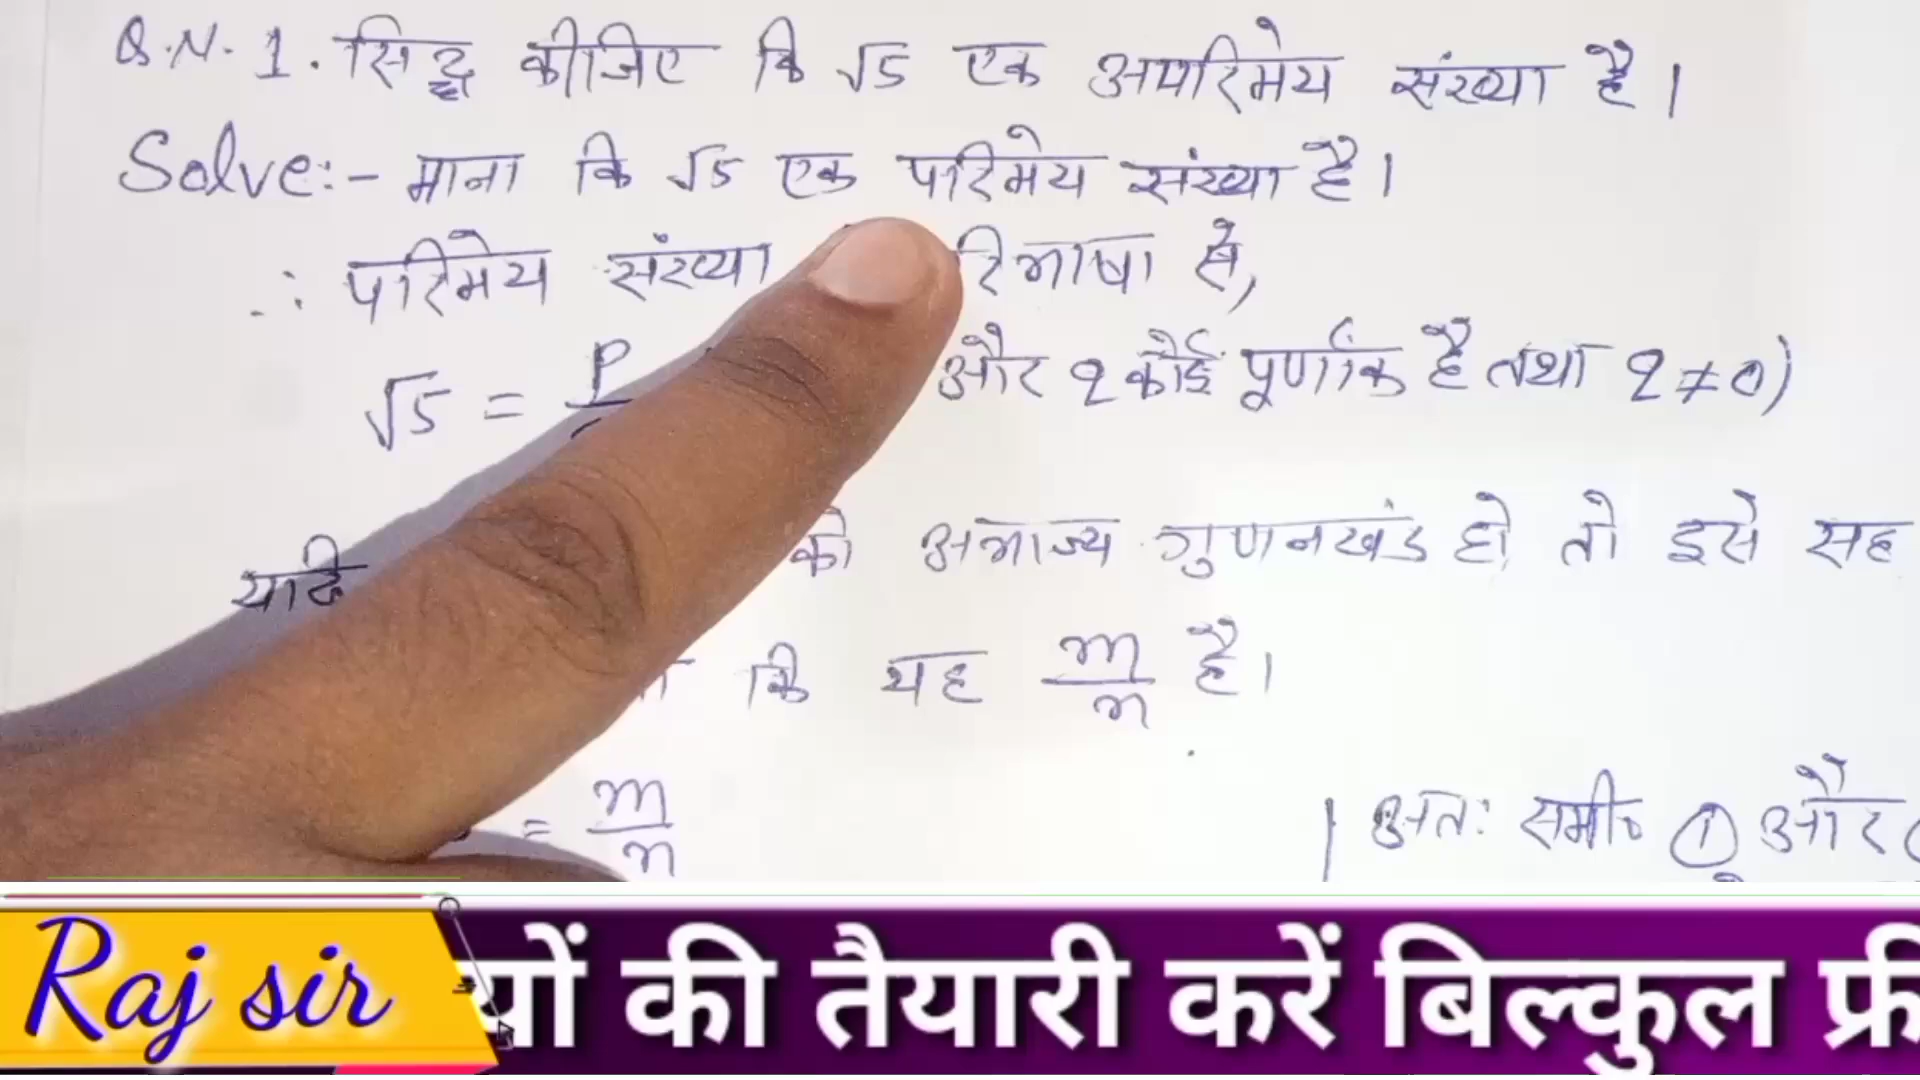 Q.N. 1. सिद्ध कीजिए कि √5 एक अपरिमेय संख्या है।
Solve:- माना कि √5 एक परिमेय संख्या है।
∴ परिमेय संख्या रिभाषा से,
√5 = P और q कोई पूर्णांक है तथा q ≠ 0)
यदि को अभाज्य गुणनखंड हो तो इसे सह
कि यह m/n है।
= m/n
अतः समी० ① और
Raj sir
यों की तैयारी करें बिल्कुल फ्री